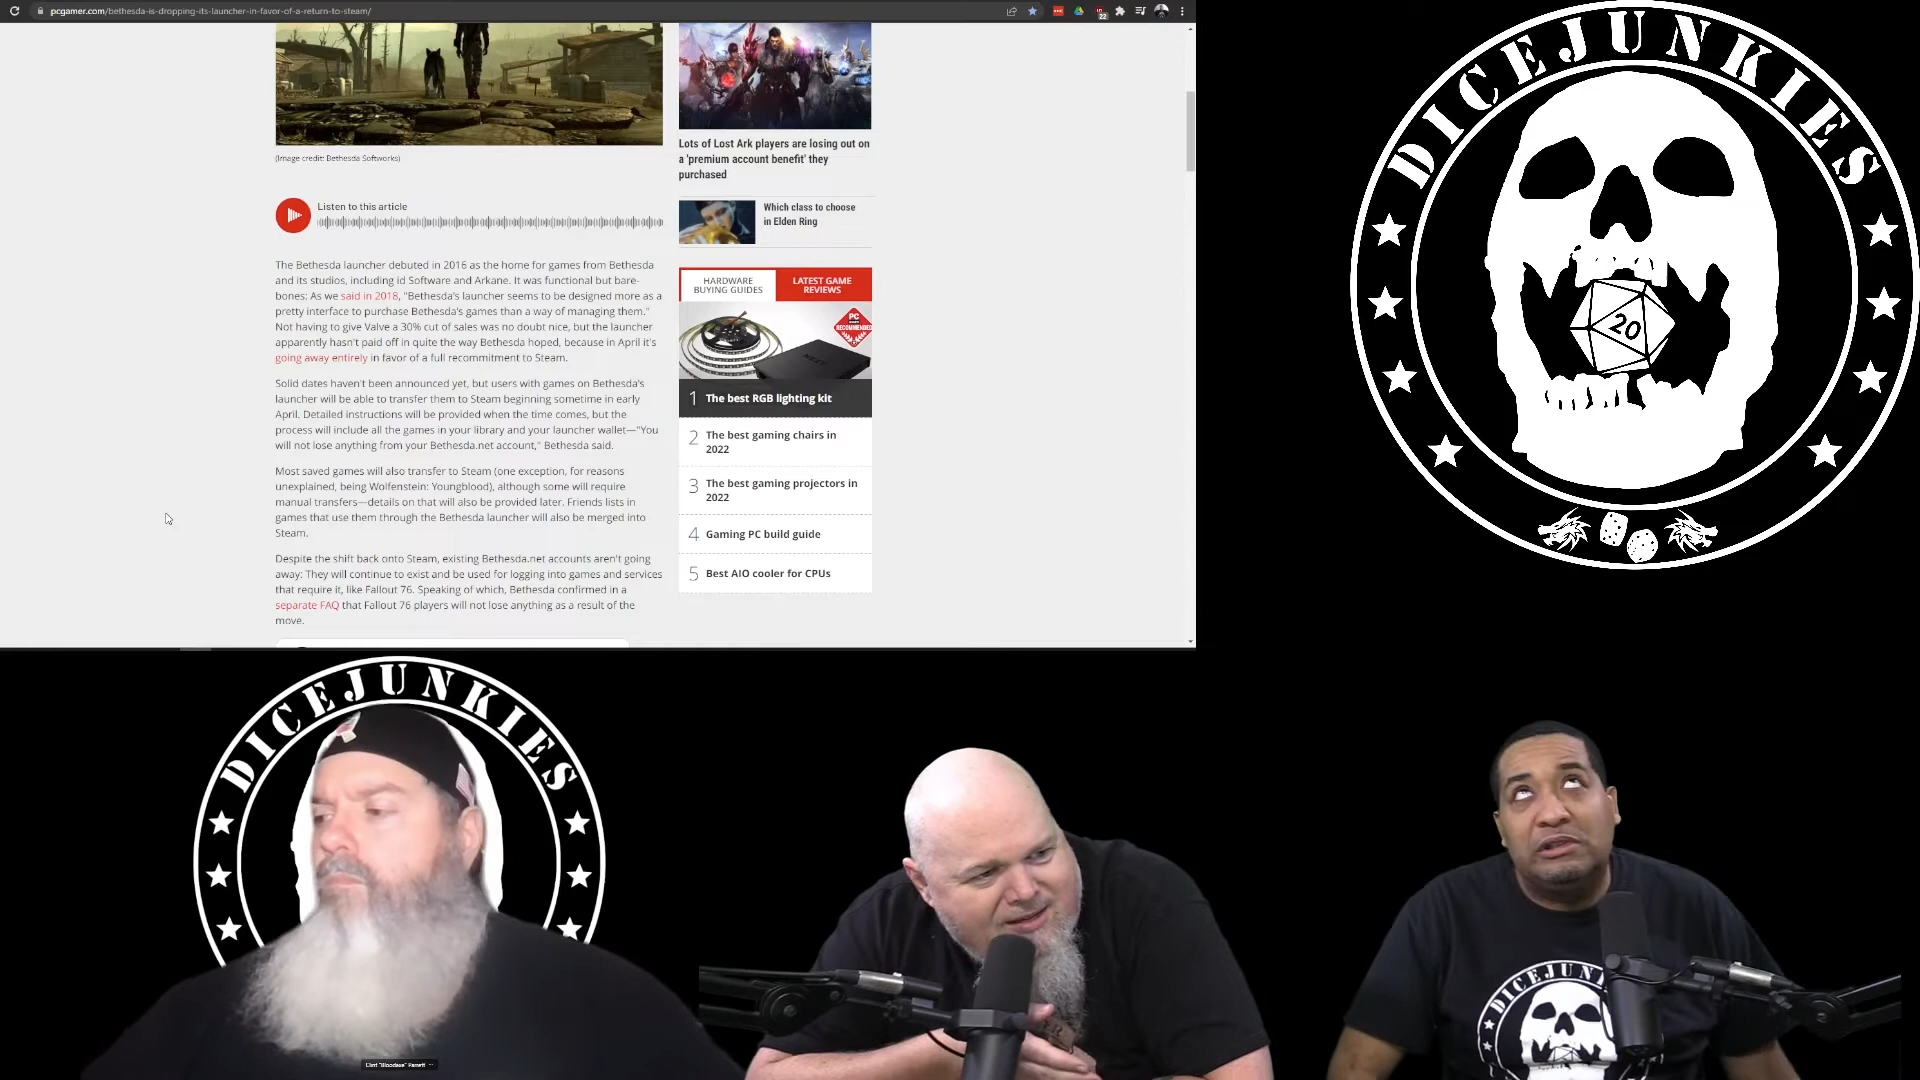 pcgamer.com/bethesda-is-dropping-its-launcher-in-favor-of-a-return-to-steam/
22
(Image credit: Bethesda Softworks)
Listen to this article
The Bethesda launcher debuted in 2016 as the home for games from Bethesda
and its studios, including id Software and Arkane. It was functional but bare-
bones: As we said in 2018, "Bethesda's launcher seems to be designed more as a
pretty interface to purchase Bethesda's games than a way of managing them."
Not having to give Valve a 30% cut of sales was no doubt nice, but the launcher
apparently hasn't paid off in quite the way Bethesda hoped, because in April it's
going away entirely in favor of a full recommitment to Steam.
Solid dates haven't been announced yet, but users with games on Bethesda's
launcher will be able to transfer them to Steam beginning sometime in early
April. Detailed instructions will be provided when the time comes, but the
process will include all the games in your library and your launcher wallet—"You
will not lose anything from your Bethesda.net account," Bethesda said.
Most saved games will also transfer to Steam (one exception, for reasons
unexplained, being Wolfenstein: Youngblood), although some will require
manual transfers—details on that will also be provided later. Friends lists in
games that use them through the Bethesda launcher will also be merged into
Steam.
Despite the shift back onto Steam, existing Bethesda.net accounts aren't going
away: They will continue to exist and be used for logging into games and services
that require it, like Fallout 76. Speaking of which, Bethesda confirmed in a
separate FAQ that Fallout 76 players will not lose anything as a result of the
move.
Lots of Lost Ark players are losing out on
a 'premium account benefit' they
purchased
Which class to choose
in Elden Ring
HARDWARE
BUYING GUIDES
LATEST GAME
REVIEWS
PC
RECOMMENDED
NZXT
1 The best RGB lighting kit
2 The best gaming chairs in
2022
3 The best gaming projectors in
2022
4 Gaming PC build guide
5 Best AIO cooler for CPUs
DICEJUNKIES
20
DICEJUNKIES
DICEJUN